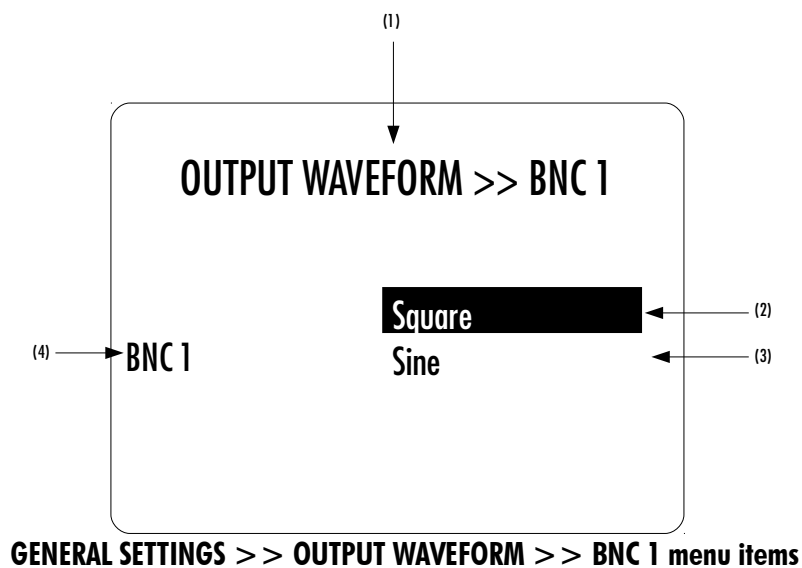 (1)
OUTPUT WAVEFORM >> BNC 1
Square
(2)
(4)
BNC 1
Sine
(3)
GENERAL SETTINGS >> OUTPUT WAVEFORM >> BNC 1 menu items